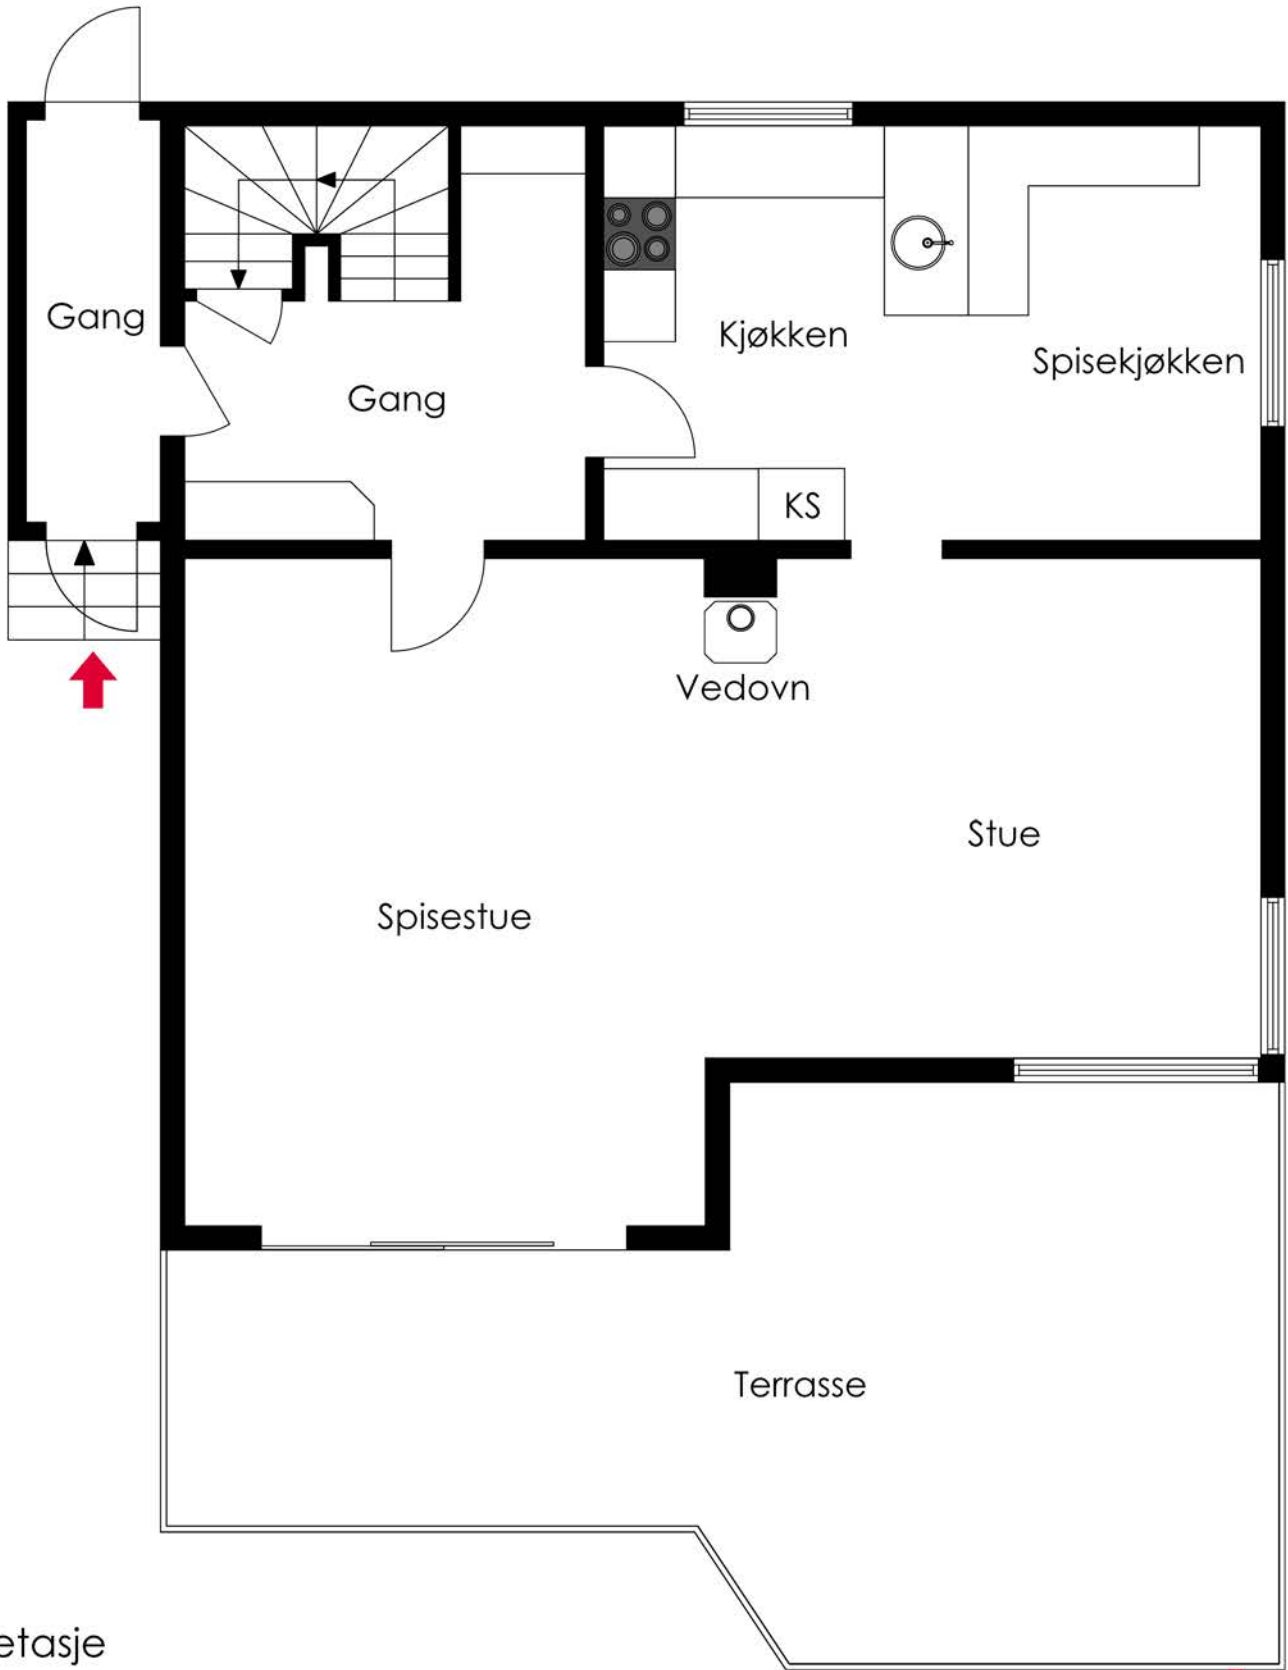 Gang
Kjøkken
Spisekjøkken
Gang
KS
Vedovn
Stue
Spisestue
Terrasse
etasje